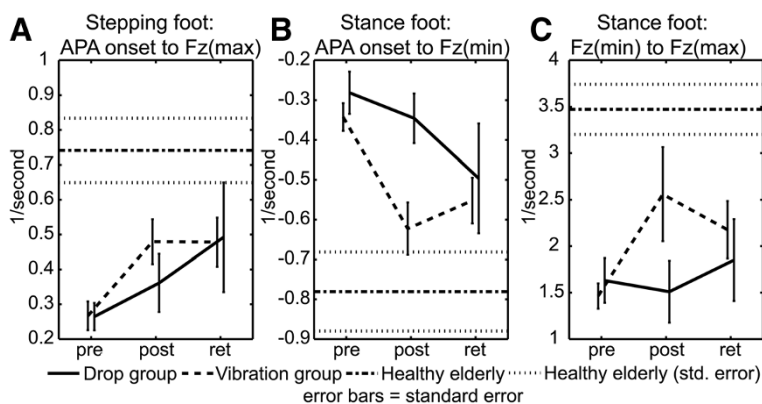 A Stepping foot:
APA onset to Fz(max)
1/second
1
0.9
0.8
0.7
0.6
0.5
0.4
0.3
0.2
pre post ret
B Stance foot:
APA onset to Fz(min)
1/second
-0.2
-0.3
-0.4
-0.5
-0.6
-0.7
-0.8
-0.9
pre post ret
C Stance foot:
Fz(min) to Fz(max)
1/second
4
3.5
3
2.5
2
1.5
1
pre post ret
Drop group Vibration group Healthy elderly Healthy elderly (std. error)
error bars = standard error